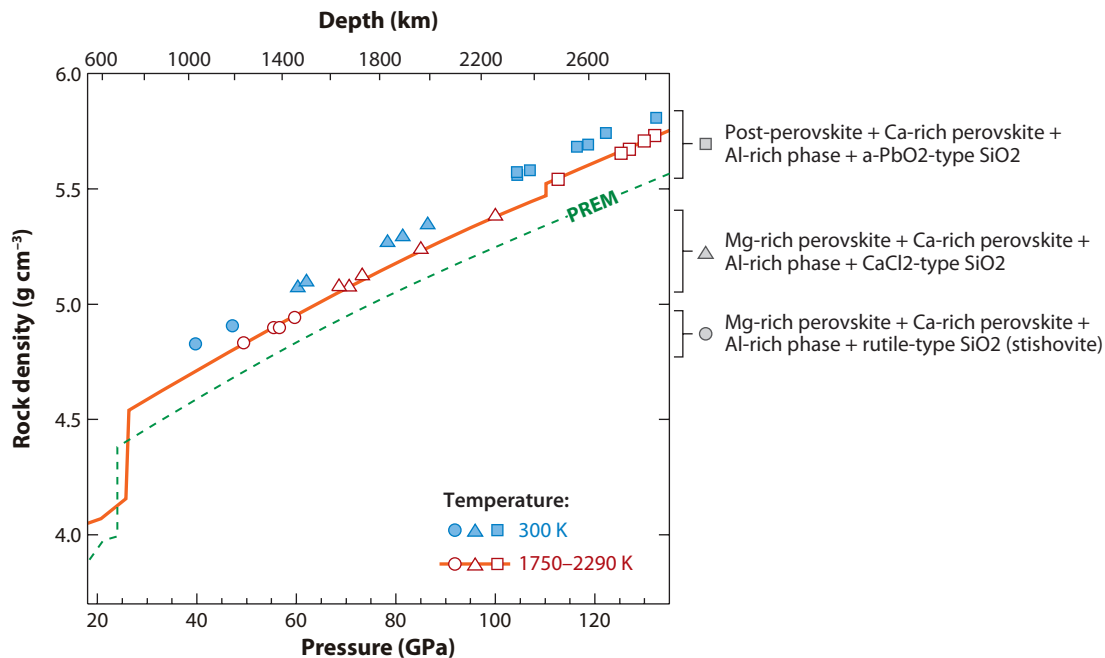 Depth (km)
600 1000 1400 1800 2200 2600
6.0
5.5
5.0
4.5
4.0
Rock density (g cm⁻³)
PREM
Temperature:
300 K
1750–2290 K
20 40 60 80 100 120
Pressure (GPa)
Post-perovskite + Ca-rich perovskite +
Al-rich phase + a-PbO2-type SiO2
Mg-rich perovskite + Ca-rich perovskite +
Al-rich phase + CaCl2-type SiO2
Mg-rich perovskite + Ca-rich perovskite +
Al-rich phase + rutile-type SiO2 (stishovite)